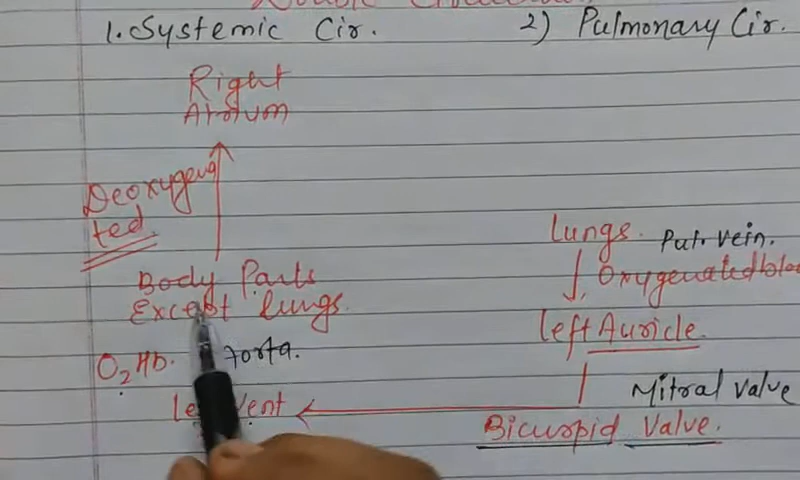 1. Systemic Cir.
2) Pulmonary Cir.
Right
Atrium
Deoxygena
ted.
Lungs. Pul. vein.
Oxygenated
Body Parts
Except lungs.
left Auricle.
O2Hb.
Mitral valve
Bicuspid Valve.